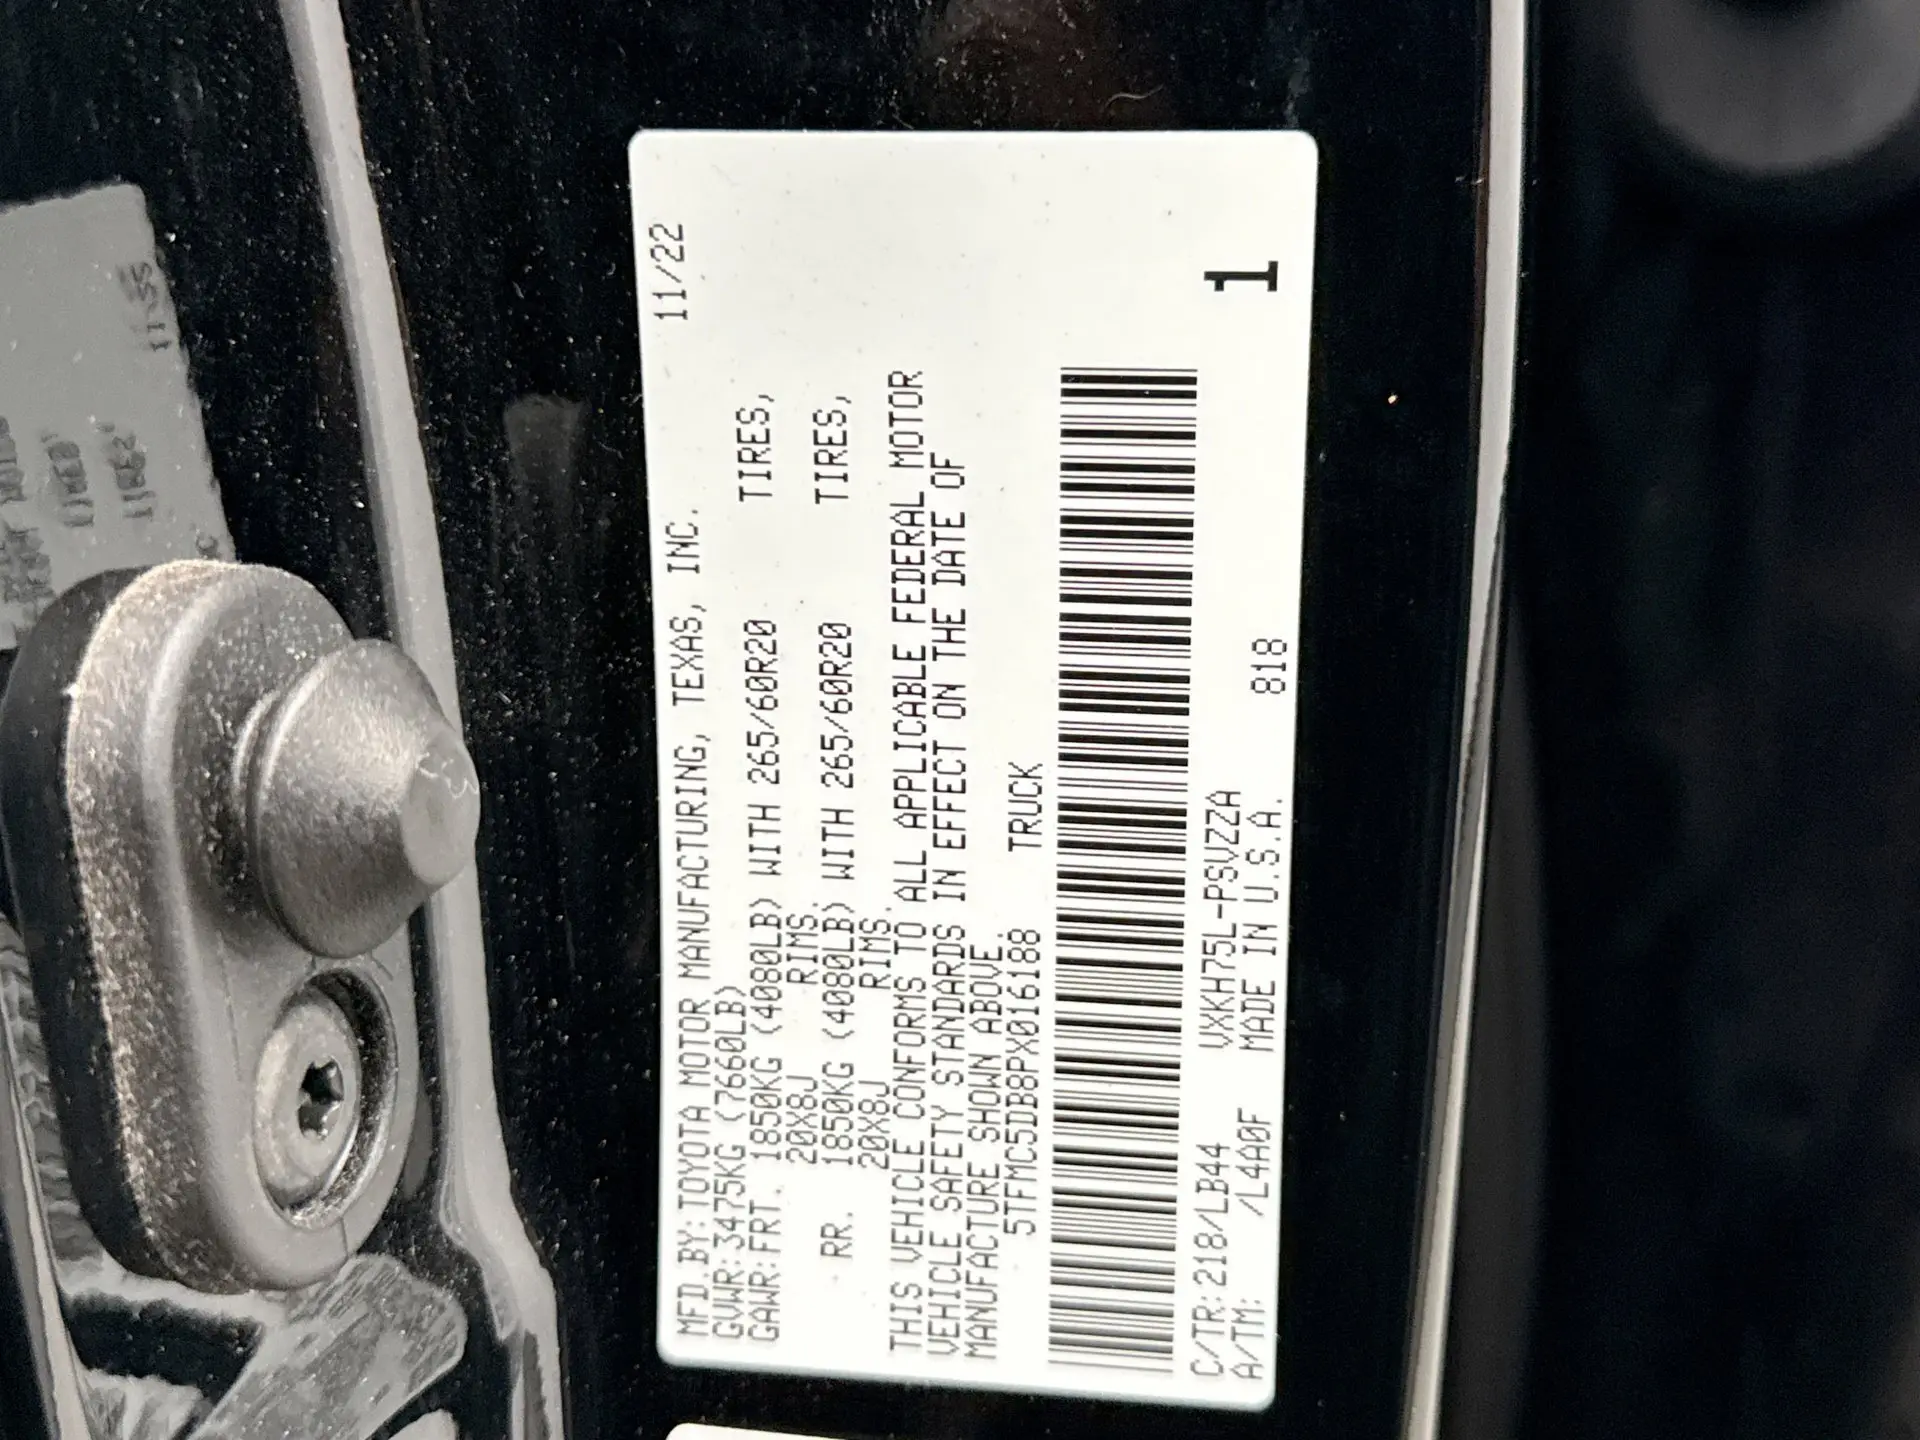 MFD.BY:TOYOTA MOTOR MANUFACTURING, TEXAS, INC. 11/22
GVWR:3475KG (7660LB)
GAWR:FRT. 1850KG (4080LB) WITH 265/60R20 TIRES,
20X8J RIMS.
RR. 1850KG (4080LB) WITH 265/60R20 TIRES,
20X8J RIMS.
THIS VEHICLE CONFORMS TO ALL APPLICABLE FEDERAL MOTOR
VEHICLE SAFETY STANDARDS IN EFFECT ON THE DATE OF
MANUFACTURE SHOWN ABOVE.
5TFMC5DB8PX016188 TRUCK
C/TR:218/LB44 VXKH75L-PSVZZA 1
A/TM: /L4A0F MADE IN U.S.A. 818